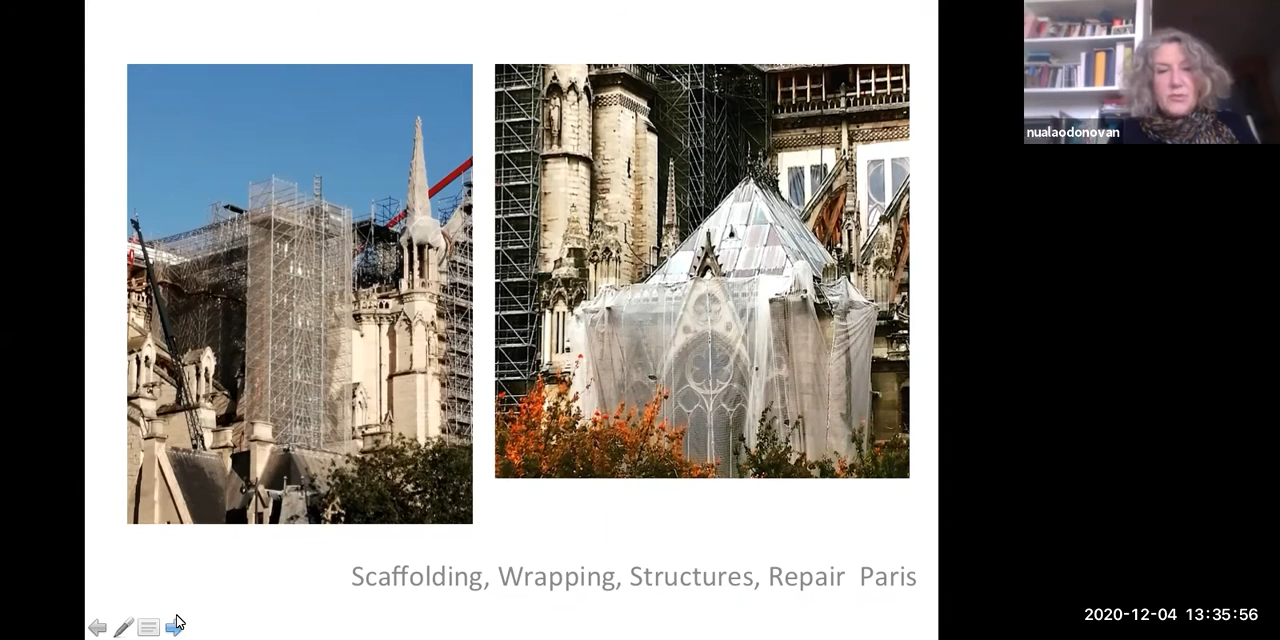 nualaodonovan
Scaffolding, Wrapping, Structures, Repair  Paris
2020-12-04  13:35:56